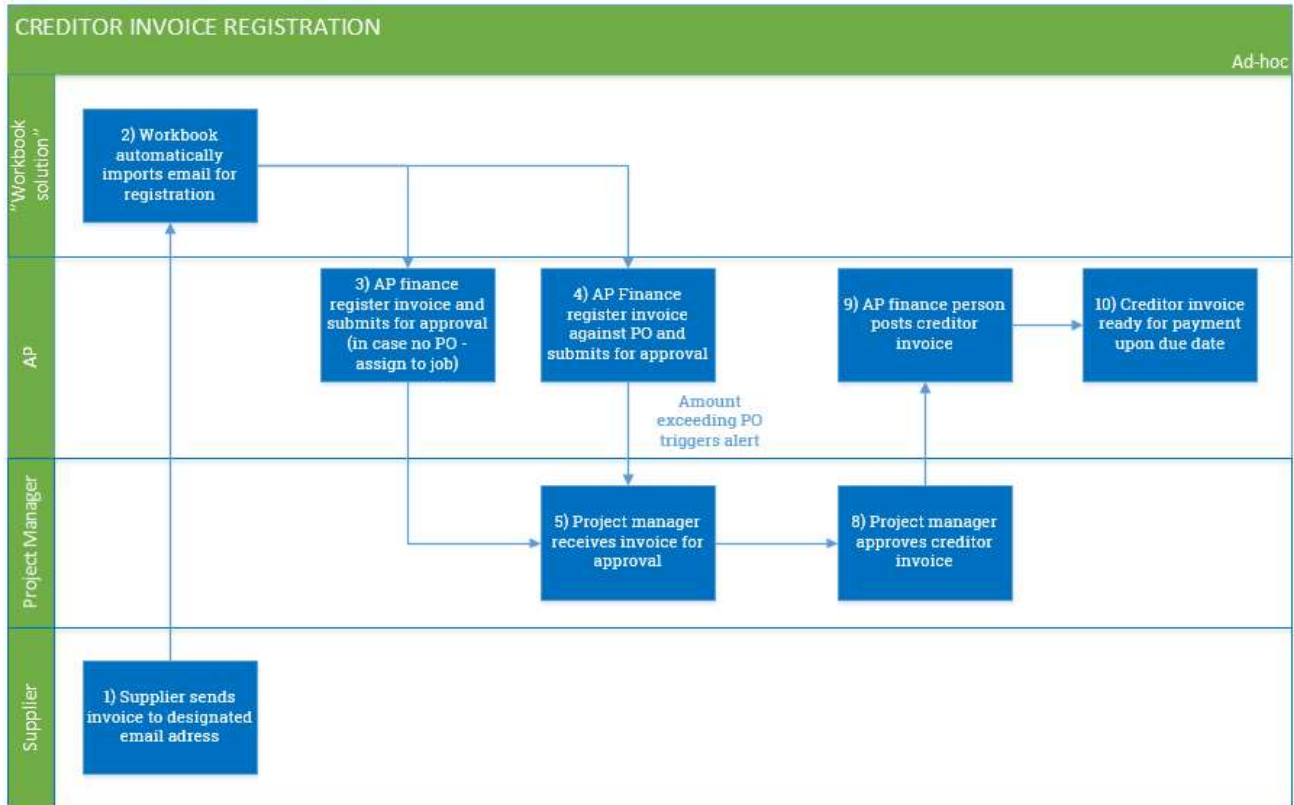 CREDITOR INVOICE REGISTRATION
Ad-hoc
"Workbook
solution"
2) Workbook
automatically
imports email for
registration
AP
3) AP finance
register invoice and
submits for approval
(in case no PO -
assign to job)
4) AP Finance
register invoice
against PO and
submits for approval
9) AP finance person
posts creditor
invoice
10) Creditor invoice
ready for payment
upon due date
Amount
exceeding PO
triggers alert
Project Manager
5) Project manager
receives invoice for
approval
8) Project manager
approves creditor
invoice
Supplier
1) Supplier sends
invoice to designated
email adress